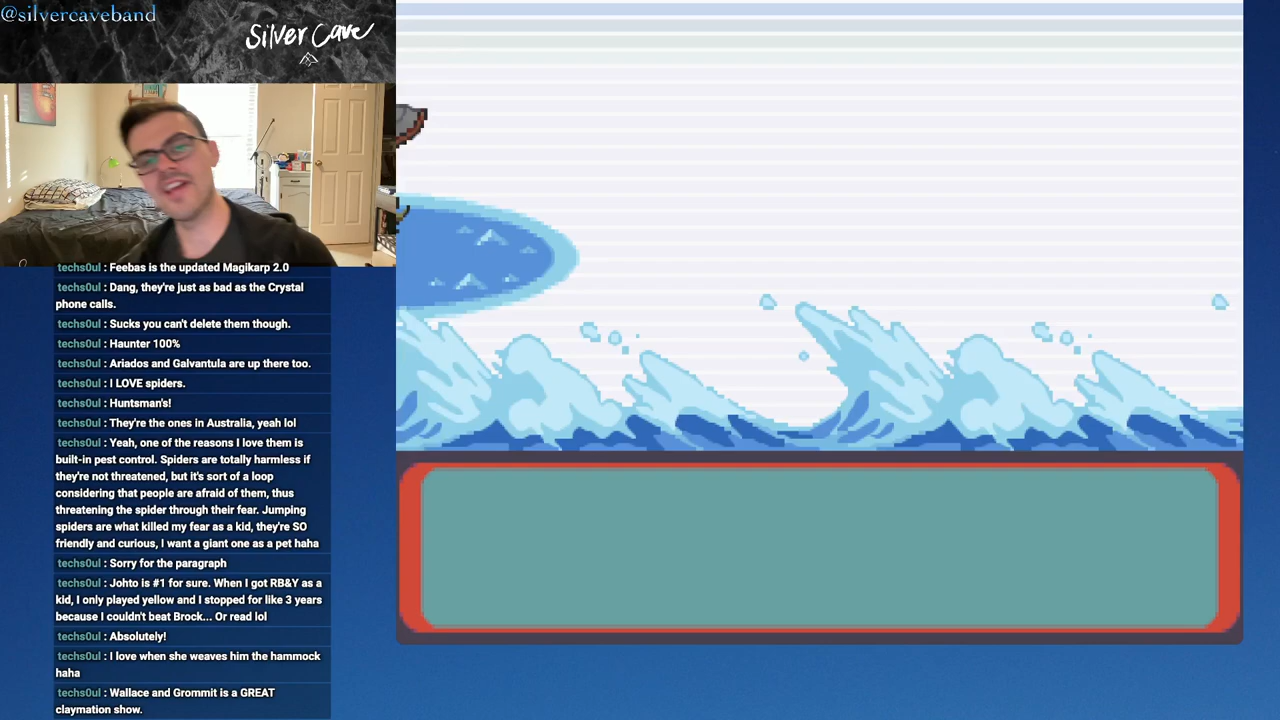 @silvercaveband
Silver Cave
techs0ul : Feebas is the updated Magikarp 2.0
techs0ul : Dang, they're just as bad as the Crystal
phone calls.
techs0ul : Sucks you can't delete them though.
techs0ul : Haunter 100%
techs0ul : Ariados and Galvantula are up there too.
techs0ul : I LOVE spiders.
techs0ul : Huntsman's!
techs0ul : They're the ones in Australia, yeah lol
techs0ul : Yeah, one of the reasons I love them is
built-in pest control. Spiders are totally harmless if
they're not threatened, but it's sort of a loop
considering that people are afraid of them, thus
threatening the spider through their fear. Jumping
spiders are what killed my fear as a kid, they're SO
friendly and curious, I want a giant one as a pet haha
techs0ul : Sorry for the paragraph
techs0ul : Johto is #1 for sure. When I got RB&Y as a
kid, I only played yellow and I stopped for like 3 years
because I couldn't beat Brock... Or read lol
techs0ul : Absolutely!
techs0ul : I love when she weaves him the hammock
haha
techs0ul : Wallace and Grommit is a GREAT
claymation show.